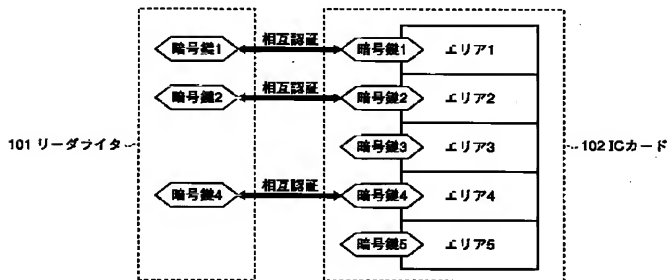 暗号鍵1 相互認証 暗号鍵1 エリア1
暗号鍵2 相互認証 暗号鍵2 エリア2
101 リーダライタ 暗号鍵3 エリア3 102 ICカード
暗号鍵4 相互認証 暗号鍵4 エリア4
暗号鍵5 エリア5